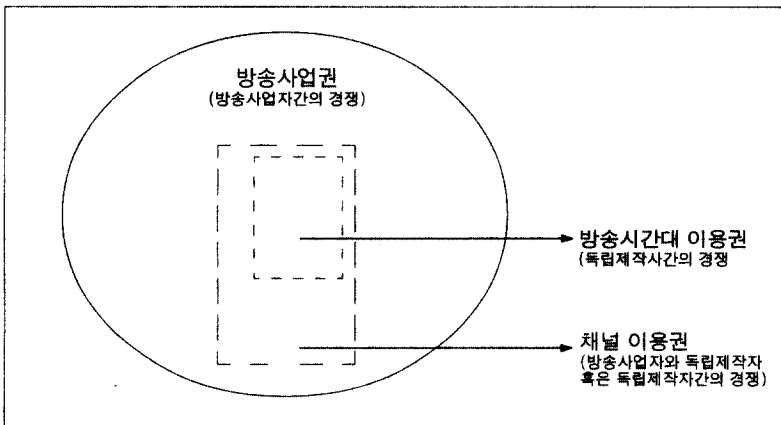 방송사업권
(방송사업자간의 경쟁)
방송시간대 이용권
(독립제작사간의 경쟁
채널 이용권
(방송사업자와 독립제작자
혹은 독립제작자간의 경쟁)